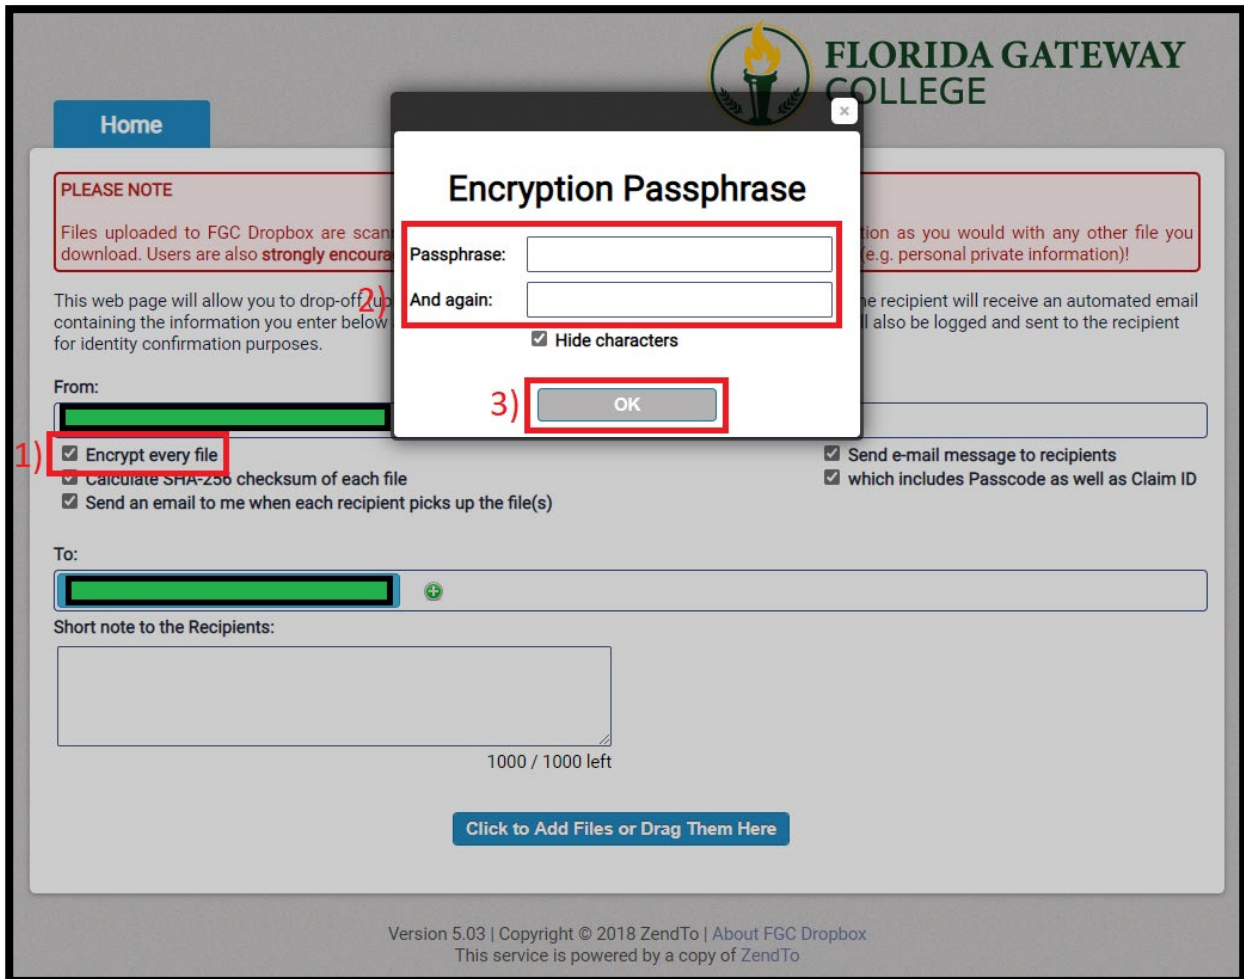 FLORIDA GATEWAY
COLLEGE
Home
×
Encryption Passphrase
PLEASE NOTE
Files uploaded to FGC Dropbox are scan
tion as you would with any other file you
download. Users are also strongly encoura
(e.g. personal private information)!
Passphrase:
And again:
Hide characters
2)
3)
OK
This web page will allow you to drop-off (up
he recipient will receive an automated email
containing the information you enter below
ll also be logged and sent to the recipient
for identity confirmation purposes.
From:
1)
Encrypt every file
Send e-mail message to recipients
Calculate SHA-256 checksum of each file
which includes Passcode as well as Claim ID
Send an email to me when each recipient picks up the file(s)
To:
Short note to the Recipients:
1000 / 1000 left
Click to Add Files or Drag Them Here
Version 5.03 | Copyright © 2018 ZendTo | About FGC Dropbox
This service is powered by a copy of ZendTo